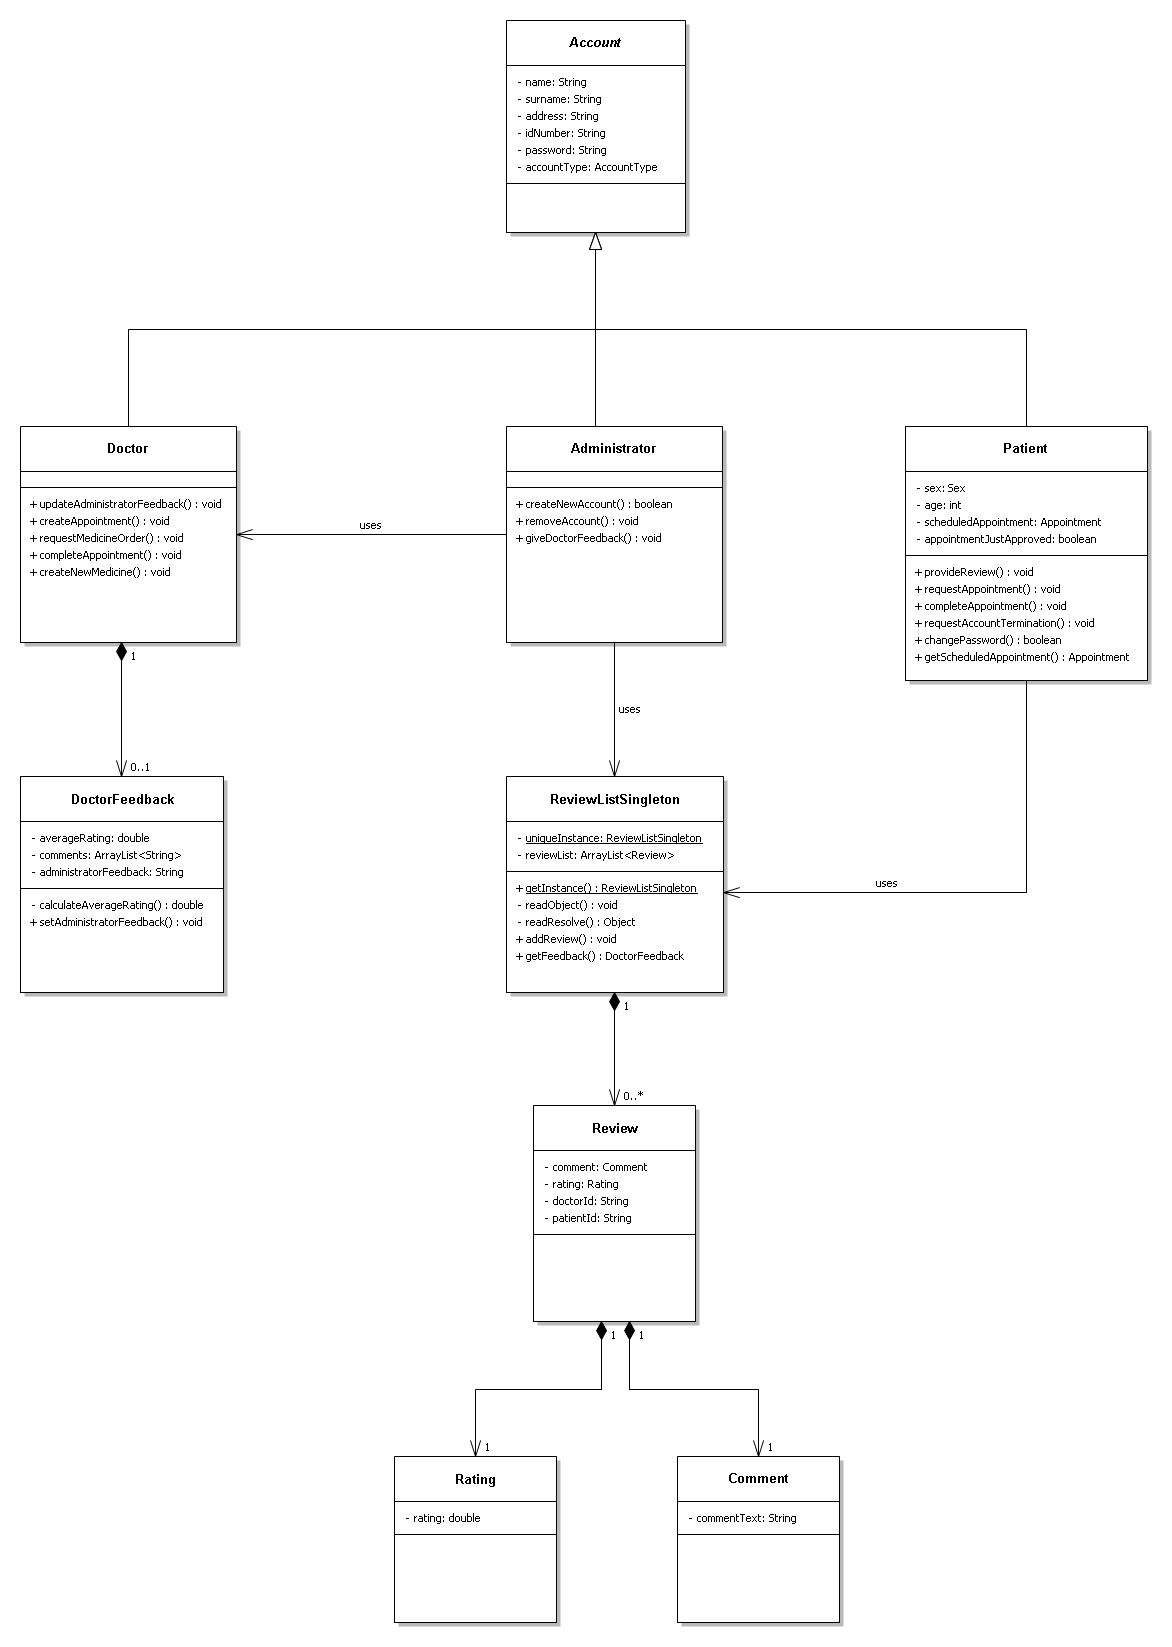 Account
- name: String
- surname: String
- address: String
- idNumber: String
- password: String
- accountType: AccountType
Doctor
+ updateAdministratorFeedback() : void
+ createAppointment() : void
+ requestMedicineOrder() : void
+ completeAppointment() : void
+ createNewMedicine() : void
uses
Administrator
+ createNewAccount() : boolean
+ removeAccount() : void
+ giveDoctorFeedback() : void
Patient
- sex: Sex
- age: int
- scheduledAppointment: Appointment
- appointmentJustApproved: boolean
+ provideReview() : void
+ requestAppointment() : void
+ completeAppointment() : void
+ requestAccountTermination() : void
+ changePassword() : boolean
+ getScheduledAppointment() : Appointment
1
0..1
uses
DoctorFeedback
- averageRating: double
- comments: ArrayList<String>
- administratorFeedback: String
- calculateAverageRating() : double
+ setAdministratorFeedback() : void
ReviewListSingleton
- uniqueInstance: ReviewListSingleton
- reviewList: ArrayList<Review>
+ getInstance() : ReviewListSingleton
- readObject() : void
- readResolve() : Object
+ addReview() : void
+ getFeedback() : DoctorFeedback
uses
1
0..*
Review
- comment: Comment
- rating: Rating
- doctorId: String
- patientId: String
1
1
1
1
Rating
- rating: double
Comment
- commentText: String